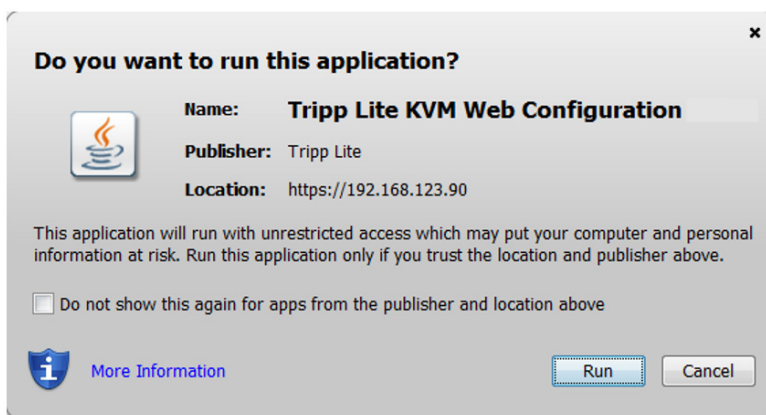 Do you want to run this application?
Name: Tripp Lite KVM Web Configuration
Publisher: Tripp Lite
Location: https://192.168.123.90
This application will run with unrestricted access which may put your computer and personal
information at risk. Run this application only if you trust the location and publisher above.
Do not show this again for apps from the publisher and location above
More Information
Run
Cancel